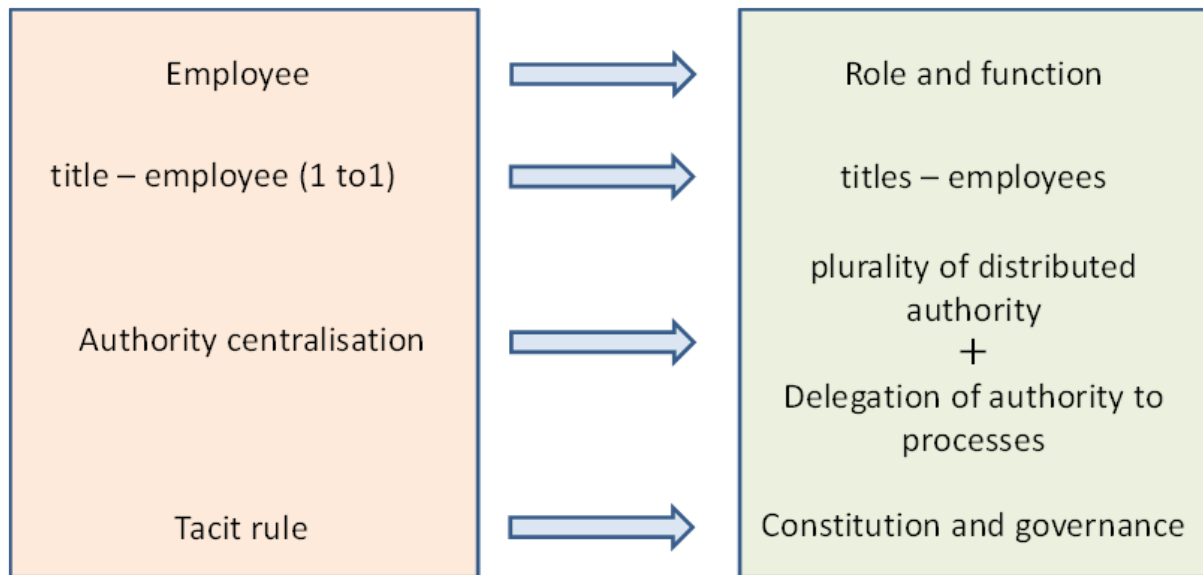 Employee
Role and function
title – employee (1 to1)
titles – employees
Authority centralisation
plurality of distributed
authority
+
Delegation of authority to
processes
Tacit rule
Constitution and governance